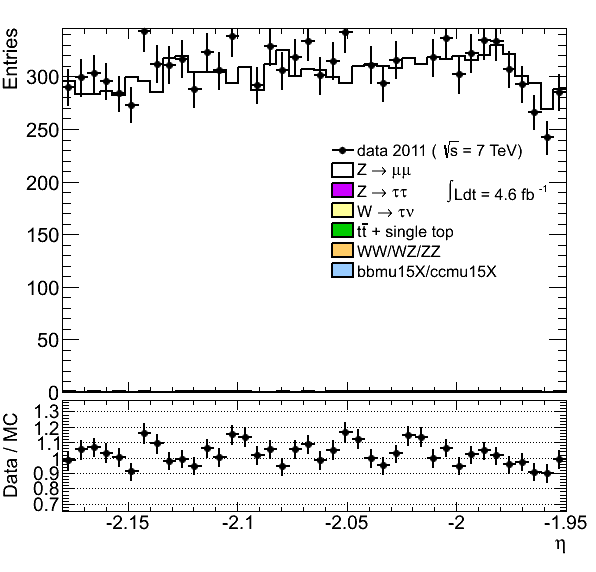 Entries
300
250
200
150
100
50
0
data 2011 ( √s = 7 TeV)
Z → μμ
Z → ττ
∫Ldt = 4.6 fb⁻¹
W → τν
tt̄ + single top
WW/WZ/ZZ
bbmu15X/ccmu15X
Data / MC
1.3
1.2
1.1
1
0.9
0.8
0.7
-2.15
-2.1
-2.05
-2
-1.95
η